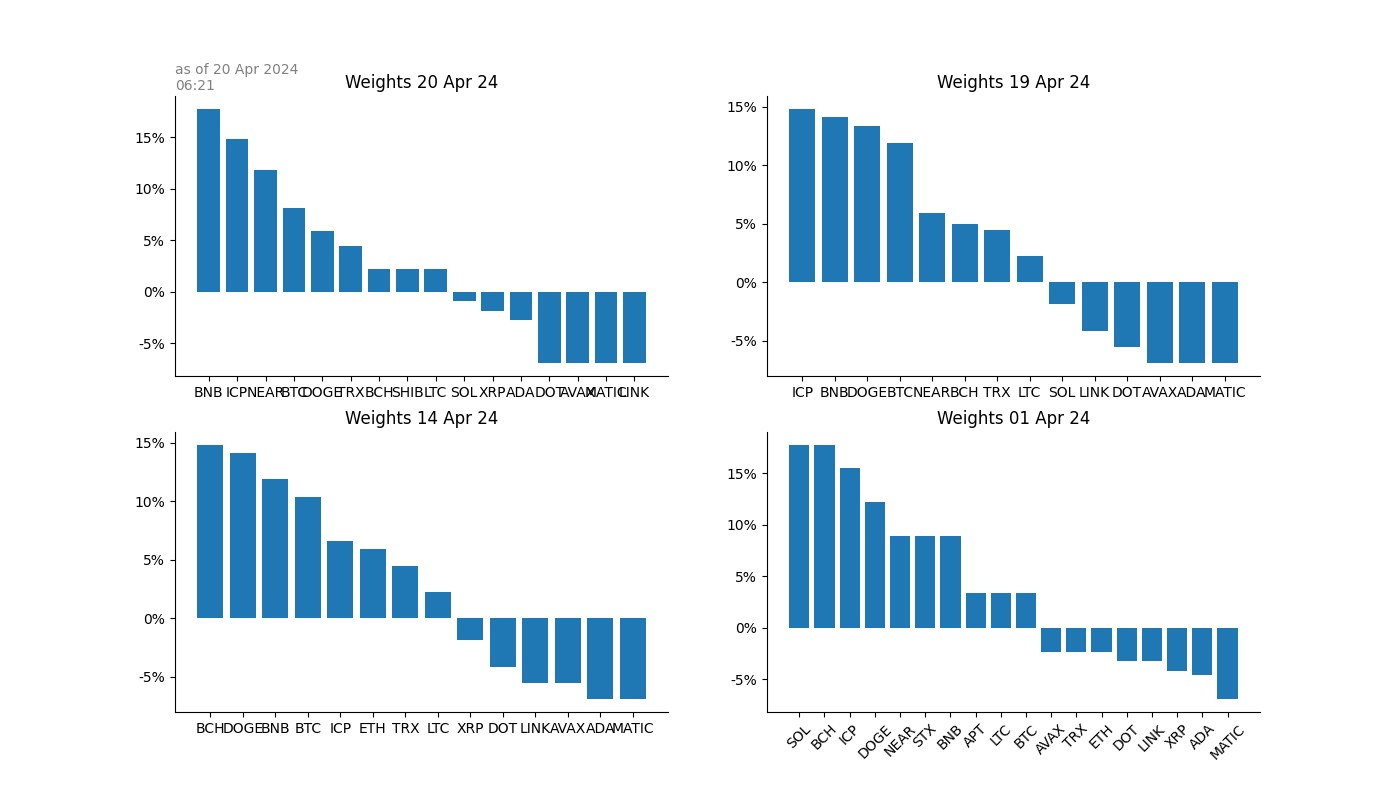 as of 20 Apr 2024
06:21
Weights 20 Apr 24
15%
10%
5%
0%
-5%
BNB ICP NEAR BTC DOGE TRX BCH SHIB LTC SOL XRP ADA DOT AVAX MATIC LINK
Weights 19 Apr 24
15%
10%
5%
0%
-5%
ICP BNB DOGE BTC NEAR BCH TRX LTC SOL LINK DOT AVAX ADA MATIC
Weights 14 Apr 24
15%
10%
5%
0%
-5%
BCH DOGE BNB BTC ICP ETH TRX LTC XRP DOT LINK AVAX ADA MATIC
Weights 01 Apr 24
15%
10%
5%
0%
-5%
SOL BCH ICP DOGE NEAR STX BNB APT LTC BTC AVAX TRX ETH DOT LINK XRP ADA MATIC